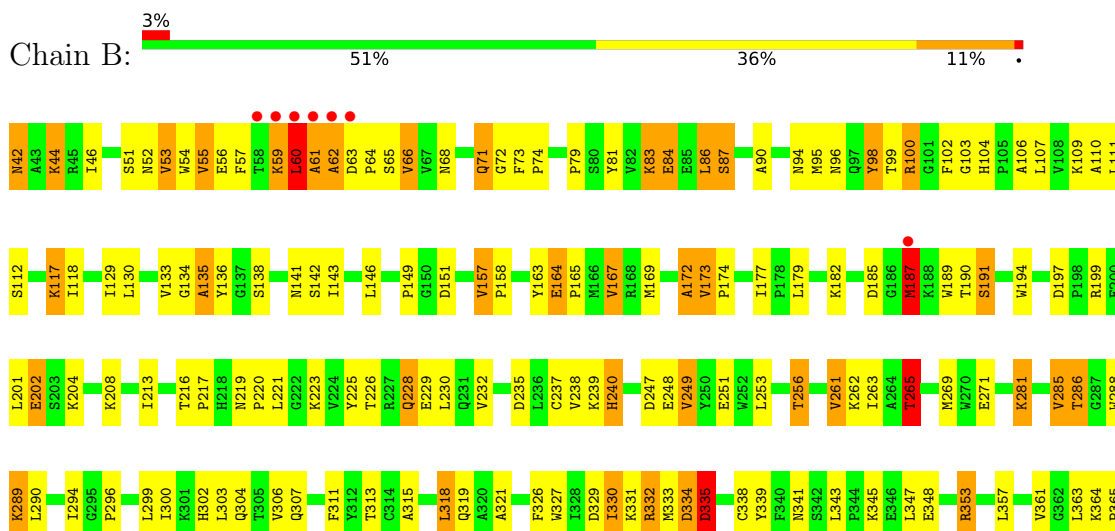 3%
Chain B:
51% 36% 11% •
N42 A43 K44 R45 I46 S51 N52 V53 W54 V55 E56 F57 T58 K59 L60 A61 A62 D63 P64 S65 V66 V67 N68 Q71 G72 F73 P74 P79 S80 Y81 V82 K83 E84 E85 L86 S87 A90 N94 M95 N96 Q97 Y98 T99 R100 G101 F102 G103 H104 P105 A106 L107 V108 K109 A110 L111
S112 K117 I118 I129 L130 V133 G134 A135 Y136 G137 S138 N141 S142 I143 L146 P149 G150 D151 V157 P158 Y163 E164 P165 M166 V167 R168 M169 A172 V173 P174 I177 P178 L179 K182 D185 G186 M187 K188 W189 T190 S191 W194 D197 P198 R199 E200
L201 E202 S203 K204 K208 I213 T216 P217 H218 N219 P220 L221 G222 K223 V224 Y225 T226 R227 Q228 E229 L230 Q231 V232 D235 L236 C237 V238 K239 H240 D247 E248 V249 Y250 E251 W252 L253 T256 V261 K262 I263 A264 T265 M269 W270 E271 K281 V285 T286 G287 W288
K289 L290 I294 G295 P296 L299 I300 K301 H302 L303 Q304 T305 V306 Q307 F311 Y312 T313 C314 A315 L318 Q319 A320 A321 F326 W327 I328 D329 I330 K331 R332 M333 D334 D335 C338 Y339 F340 N341 S342 L343 P344 K345 E346 L347 E348 R353 L357 V361 G362 L363 K364